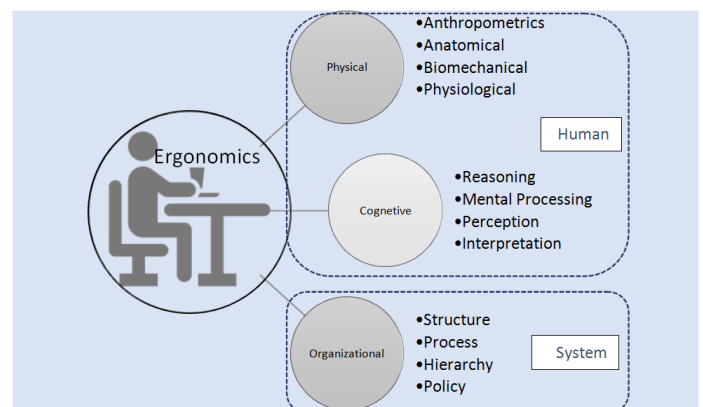 •Anthropometrics
•Anatomical
•Biomechanical
•Physiological
Physical
Human
Ergonomics
•Reasoning
•Mental Processing
•Perception
•Interpretation
Cognetive
•Structure
•Process
•Hierarchy
•Policy
Organizational
System